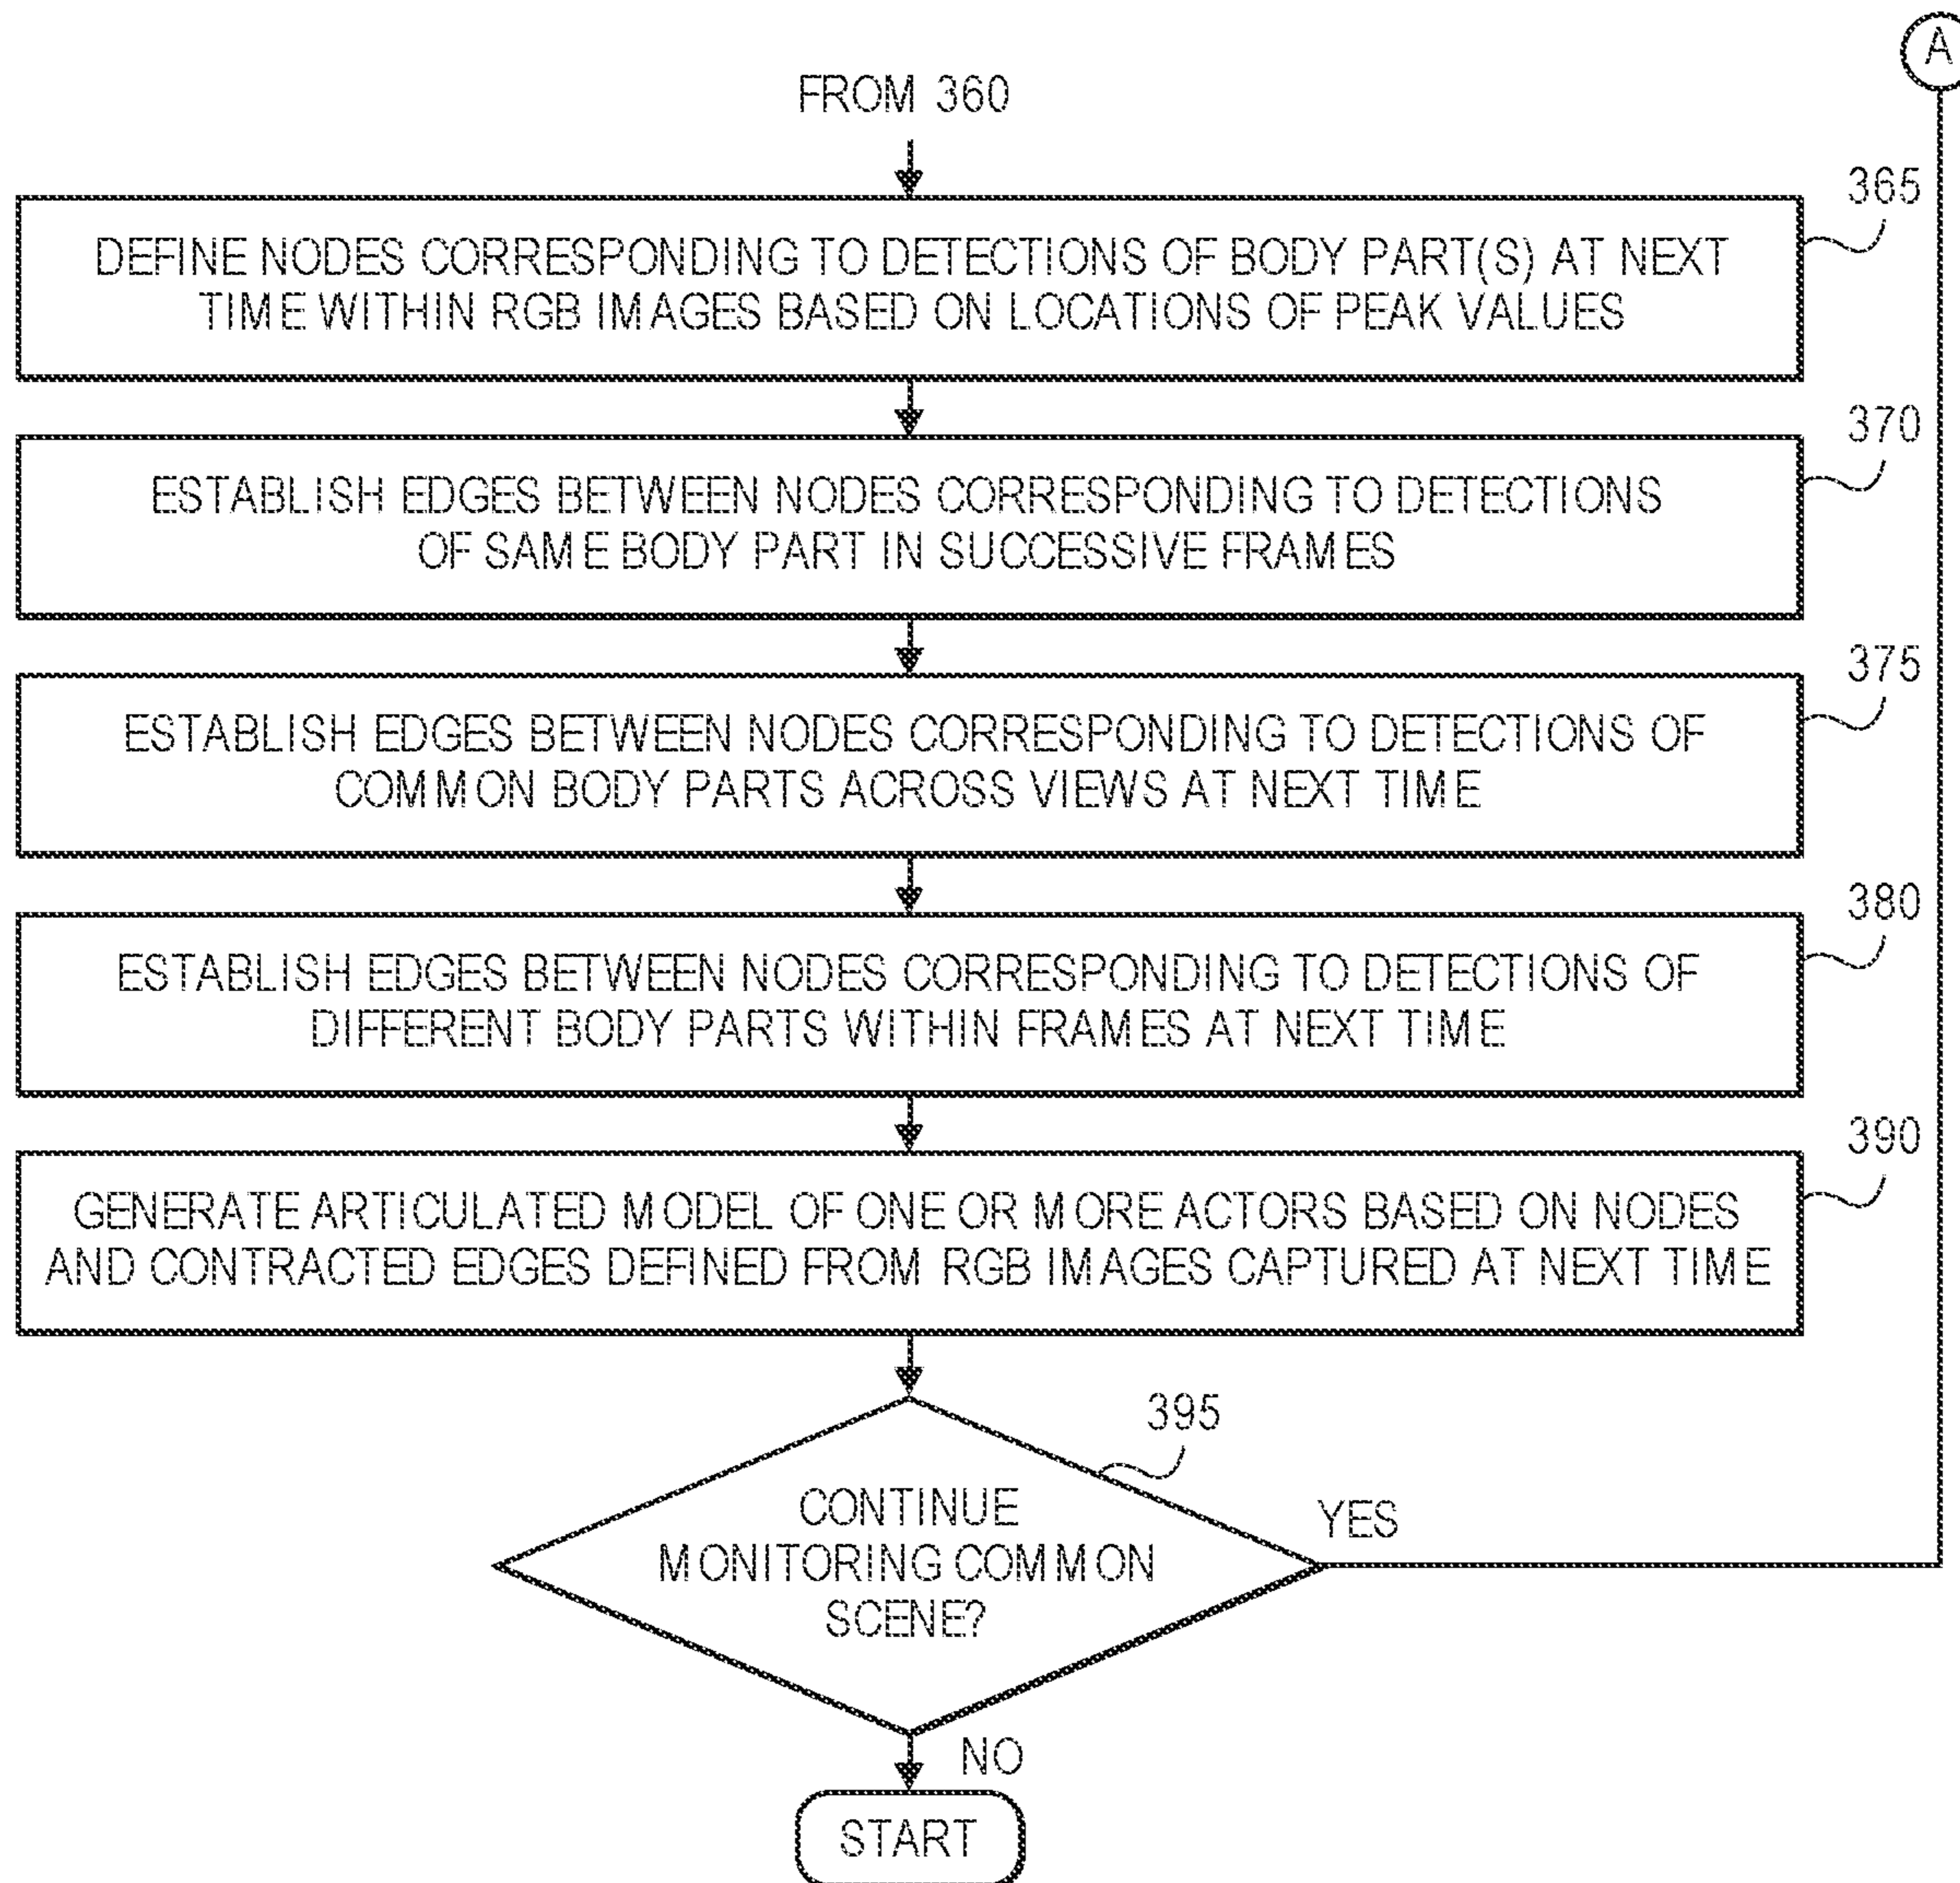 A
FROM 360
365
DEFINE NODES CORRESPONDING TO DETECTIONS OF BODY PART(S) AT NEXT
TIME WITHIN RGB IMAGES BASED ON LOCATIONS OF PEAK VALUES
370
ESTABLISH EDGES BETWEEN NODES CORRESPONDING TO DETECTIONS
OF SAME BODY PART IN SUCCESSIVE FRAMES
375
ESTABLISH EDGES BETWEEN NODES CORRESPONDING TO DETECTIONS OF
COMMON BODY PARTS ACROSS VIEWS AT NEXT TIME
380
ESTABLISH EDGES BETWEEN NODES CORRESPONDING TO DETECTIONS OF
DIFFERENT BODY PARTS WITHIN FRAMES AT NEXT TIME
390
GENERATE ARTICULATED MODEL OF ONE OR MORE ACTORS BASED ON NODES
AND CONTRACTED EDGES DEFINED FROM RGB IMAGES CAPTURED AT NEXT TIME
395
CONTINUE
MONITORING COMMON
SCENE?
YES
NO
START